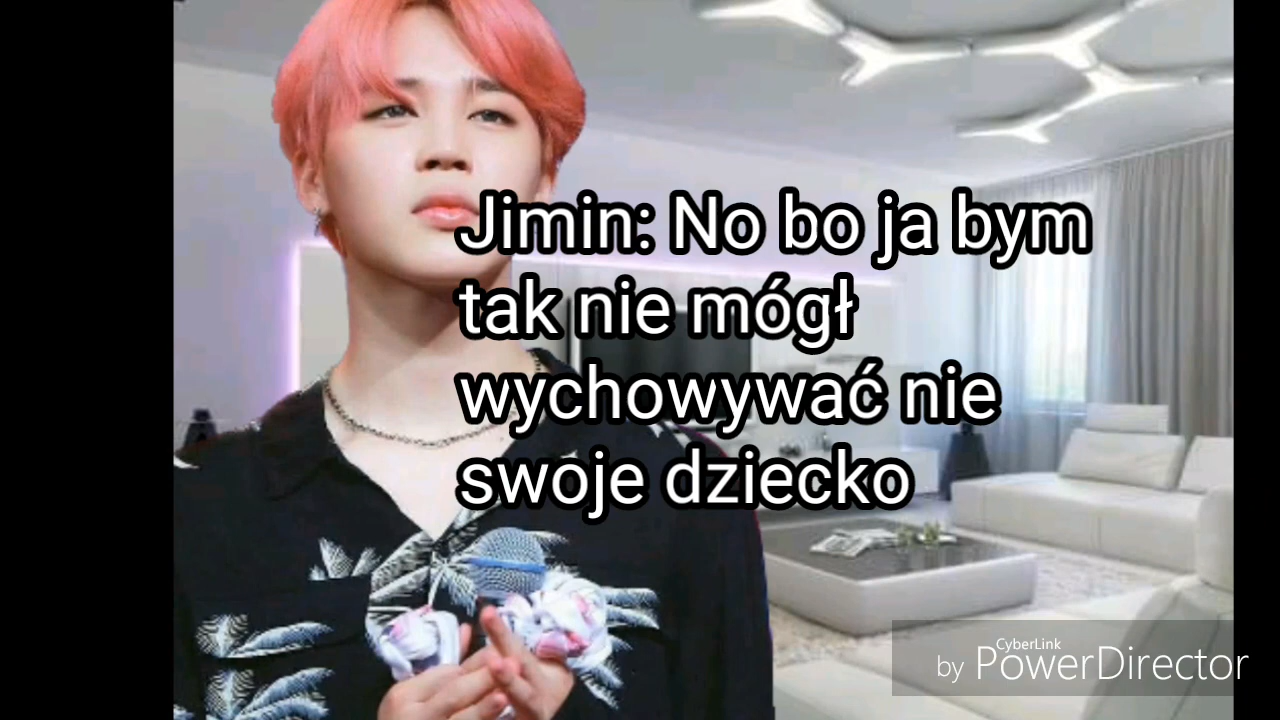 Jimin: No bo ja bym
tak nie mógł
wychowywać nie
swoje dziecko
CyberLink
by PowerDirector